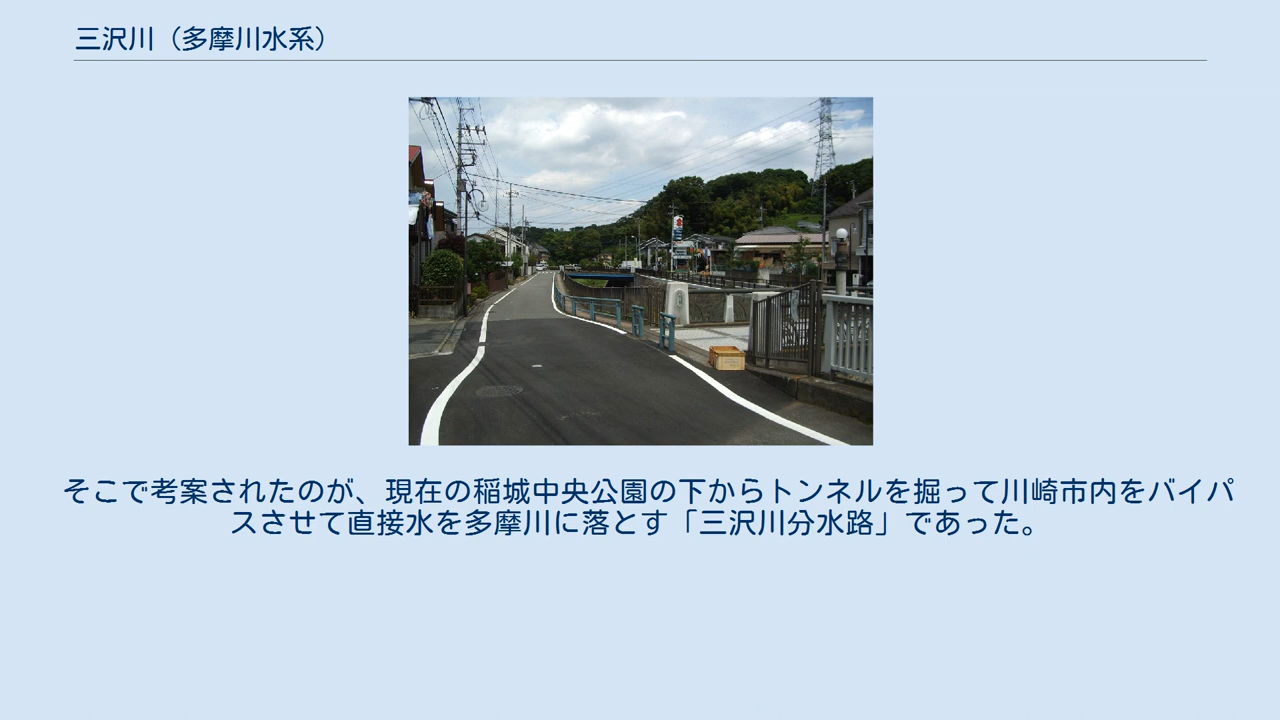 三沢川（多摩川水系）
そこで考案されたのが、現在の稲城中央公園の下からトンネルを掘って川崎市内をバイパ
スさせて直接水を多摩川に落とす「三沢川分水路」であった。